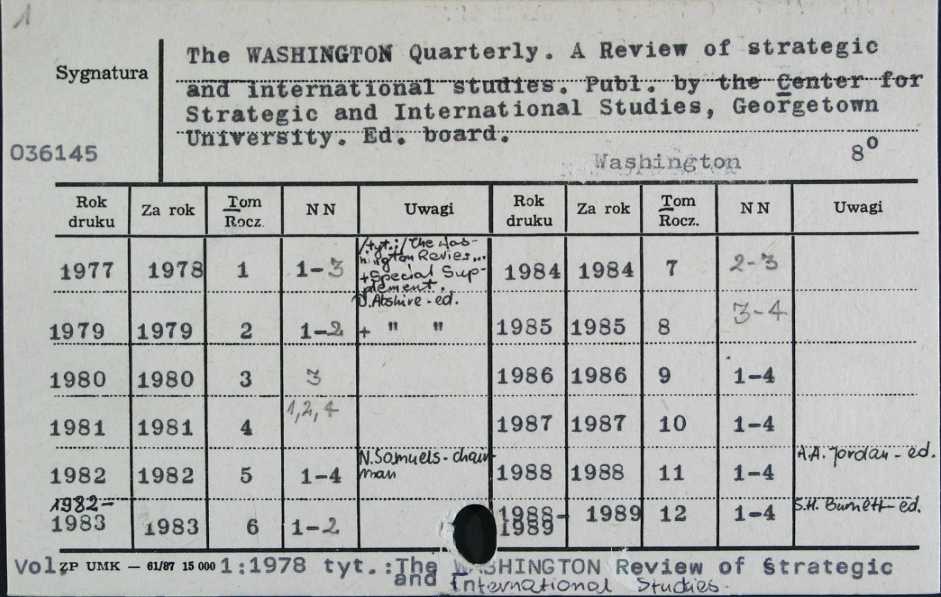 1
The WASHINGTON Quarterly. A Review of strategic
Sygnatura
and international studies. Publ. by the Center for
Strategic and International Studies, Georgetown
University. Ed. board.
036145
Washington 8⁰
Rok druku Za rok Tom Rocz. NN Uwagi Rok druku Za rok Tom Rocz. NN Uwagi
1977 1978 1 1-3 /tyt.:/ The Was-
hington Review...
+Special Sup-
plement.
D. Abshire - ed.
1984 1984 7 2-3
1979 1979 2 1-2 + " "
1985 1985 8 3-4
1980 1980 3 3
1986 1986 9 1-4
1981 1981 4 1,2,4
1987 1987 10 1-4
1982 1982 5 1-4 N. Samuels - chair-
man
1988 1988 11 1-4 A.A. Jordan - ed.
1982-
1983 1983 6 1-2
1988-
1989 1989 12 1-4 S.H. Burnett - ed.
Vol. ZP UMK — 61/87 15 000 1:1978 tyt.:The WASHINGTON Review of Strategic
and International Studies.